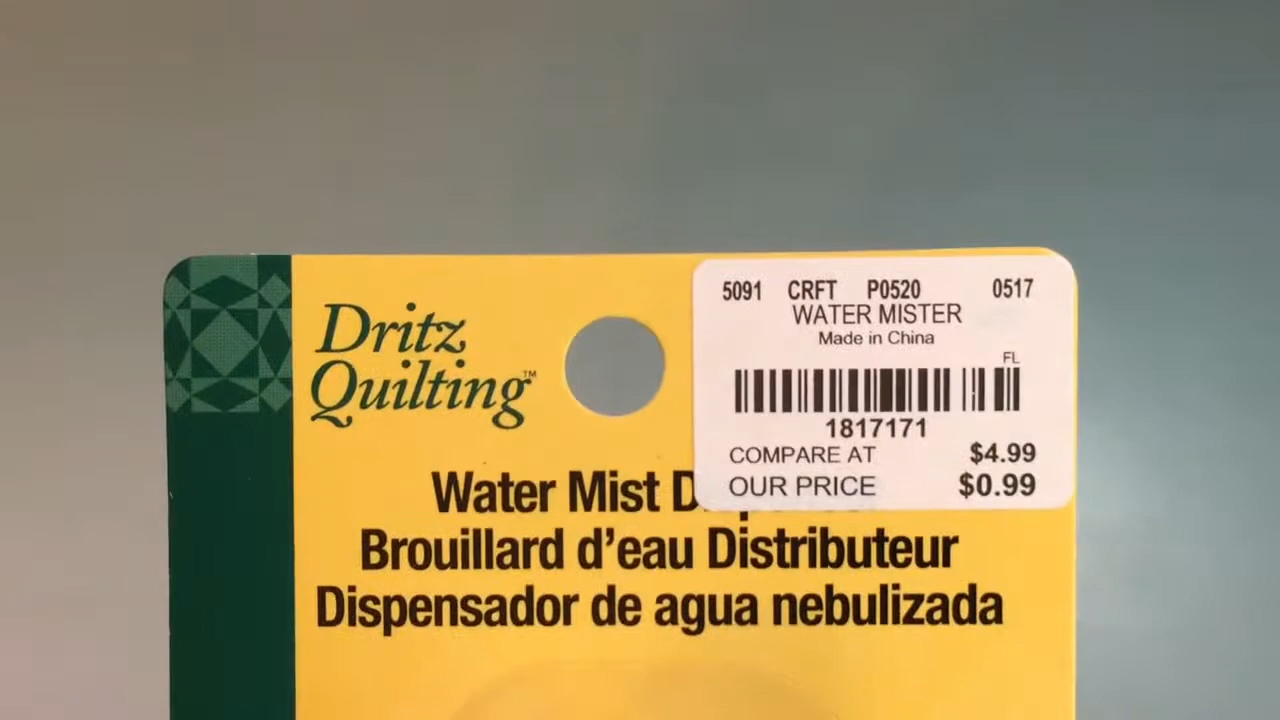 Dritz
Quilting™
5091 CRFT P0520 0517
WATER MISTER
Made in China
FL
1817171
COMPARE AT $4.99
OUR PRICE $0.99
Water Mist
Brouillard d'eau Distributeur
Dispensador de agua nebulizada